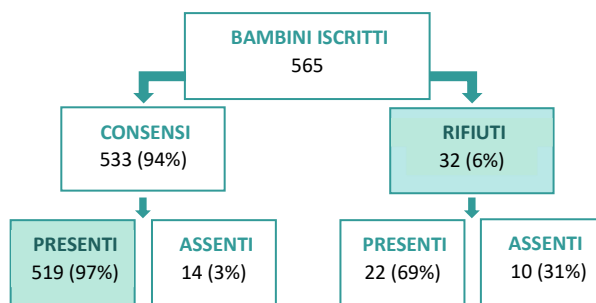 BAMBINI ISCRITTI
565
CONSENSI
533 (94%)
RIFIUTI
32 (6%)
PRESENTI
519 (97%)
ASSENTI
14 (3%)
PRESENTI
22 (69%)
ASSENTI
10 (31%)